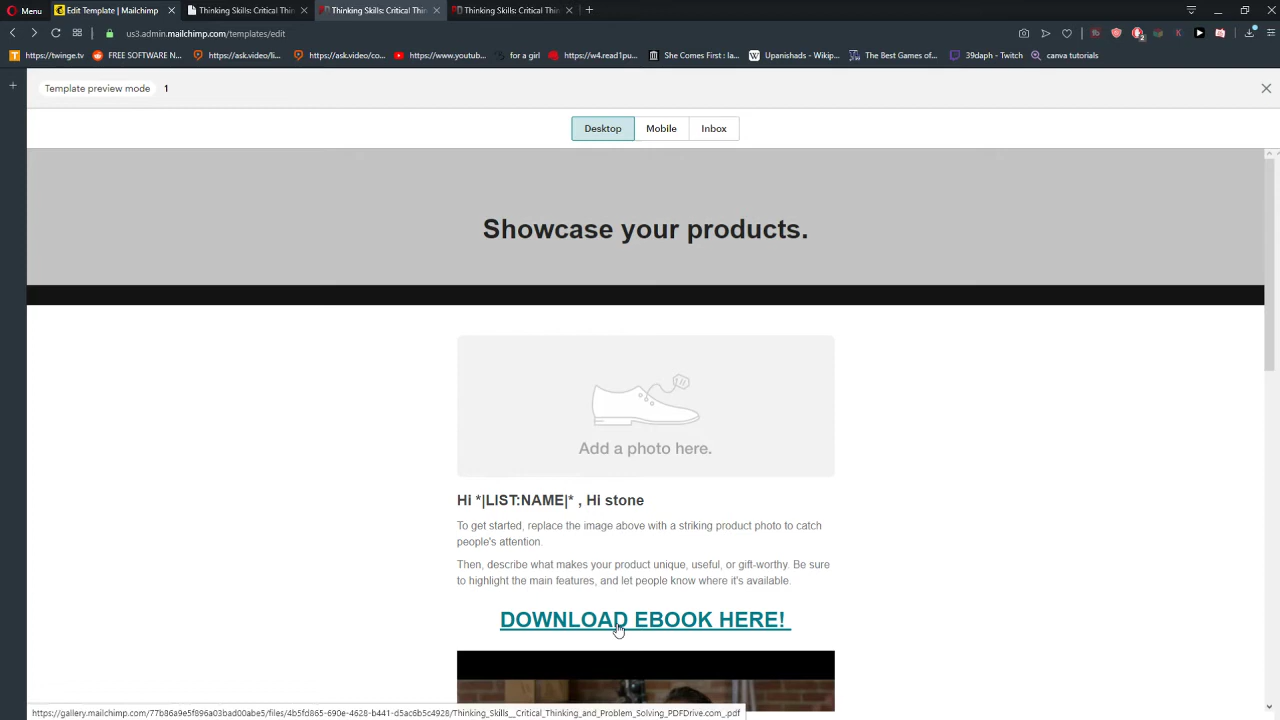 Menu
Edit Template | Mailchimp
Thinking Skills: Critical Thin
Thinking Skills: Critical Thin
Thinking Skills: Critical Thin
us3.admin.mailchimp.com/templates/edit
https://twinge.tv
FREE SOFTWARE N...
https://ask.video/li...
https://ask.video/co...
https://www.youtub...
for a girl
https://w4.read1pu...
She Comes First : la...
Upanishads - Wikip...
The Best Games of...
39daph - Twitch
canva tutorials
Template preview mode 1
Desktop
Mobile
Inbox
Showcase your products.
Add a photo here.
Hi *|LIST:NAME|* , Hi stone
To get started, replace the image above with a striking product photo to catch
people's attention.
Then, describe what makes your product unique, useful, or gift-worthy. Be sure
to highlight the main features, and let people know where it's available.
DOWNLOAD EBOOK HERE!
https://gallery.mailchimp.com/77b86a9e5f896a03bad00abe5/files/4b5fd865-690e-4628-b441-d5ac6b5c4928/Thinking_Skills__Critical_Thinking_and_Problem_Solving_PDFDrive.com_.pdf